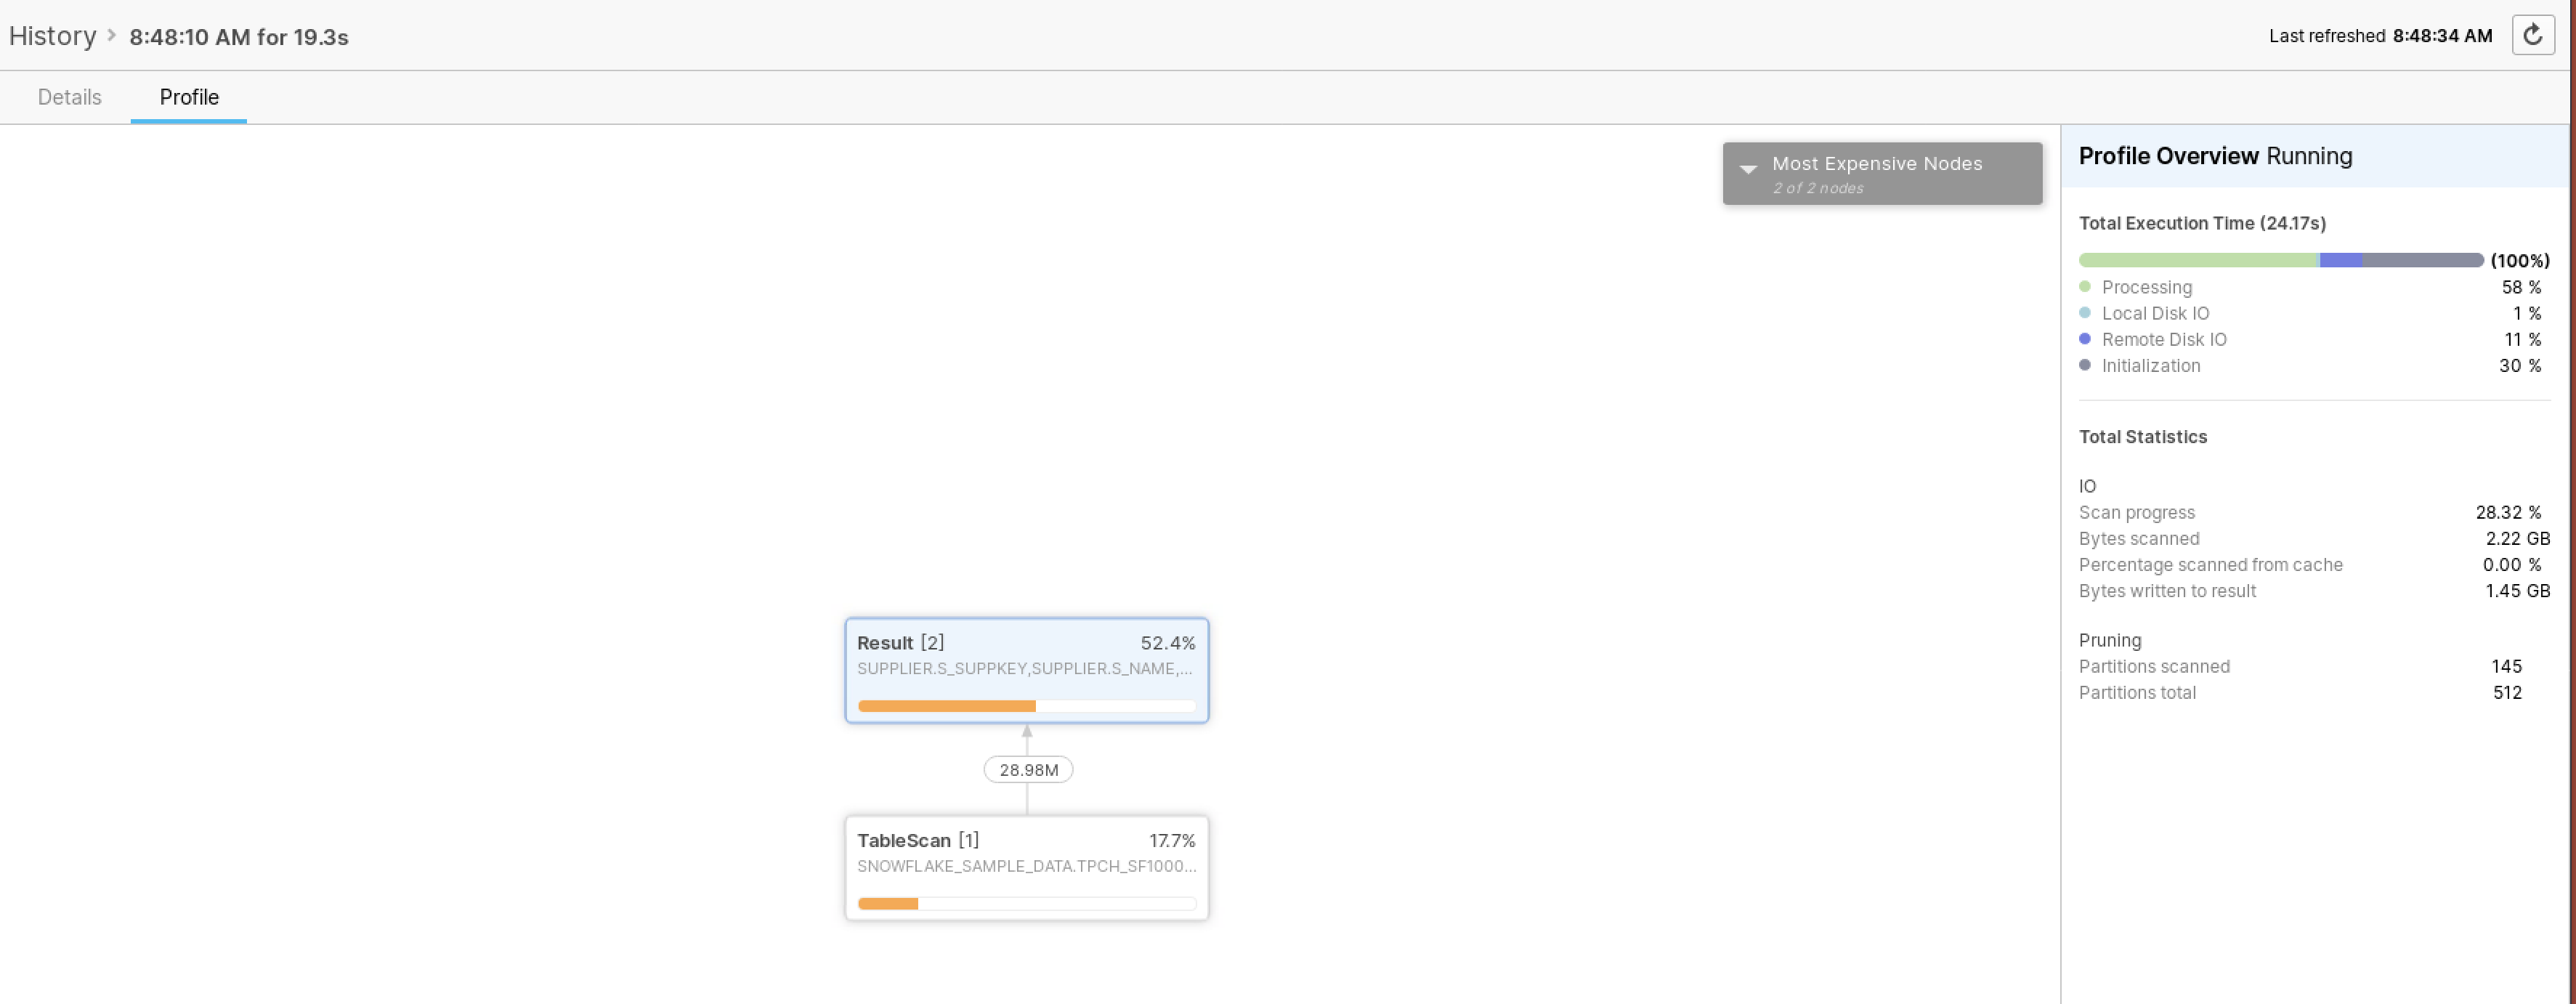 History > 8:48:10 AM for 19.3s
Last refreshed 8:48:34 AM
Details Profile
Most Expensive Nodes
2 of 2 nodes
Result [2] 52.4%
SUPPLIER.S_SUPPKEY,SUPPLIER.S_NAME,...
28.98M
TableScan [1] 17.7%
SNOWFLAKE_SAMPLE_DATA.TPCH_SF1000...
Profile Overview Running
Total Execution Time (24.17s)
(100%)
Processing 58 %
Local Disk IO 1 %
Remote Disk IO 11 %
Initialization 30 %
Total Statistics
IO
Scan progress 28.32 %
Bytes scanned 2.22 GB
Percentage scanned from cache 0.00 %
Bytes written to result 1.45 GB
Pruning
Partitions scanned 145
Partitions total 512